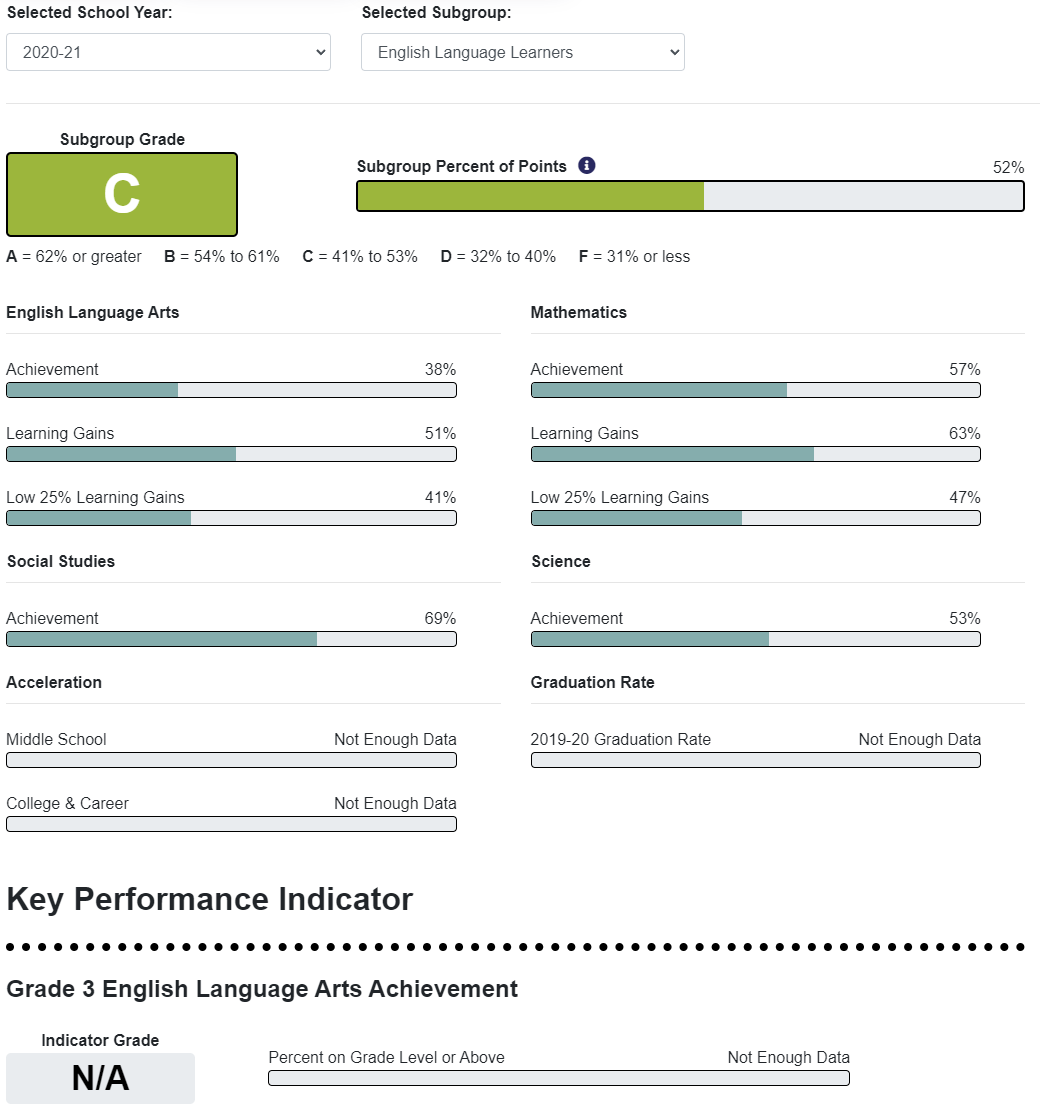 Selected School Year: Selected Subgroup:
2020-21 English Language Learners
Subgroup Grade
C
Subgroup Percent of Points 52%
A = 62% or greater B = 54% to 61% C = 41% to 53% D = 32% to 40% F = 31% or less
English Language Arts Mathematics
Achievement 38% Achievement 57%
Learning Gains 51% Learning Gains 63%
Low 25% Learning Gains 41% Low 25% Learning Gains 47%
Social Studies Science
Achievement 69% Achievement 53%
Acceleration Graduation Rate
Middle School Not Enough Data 2019-20 Graduation Rate Not Enough Data
College & Career Not Enough Data
Key Performance Indicator
Grade 3 English Language Arts Achievement
Indicator Grade
N/A
Percent on Grade Level or Above Not Enough Data